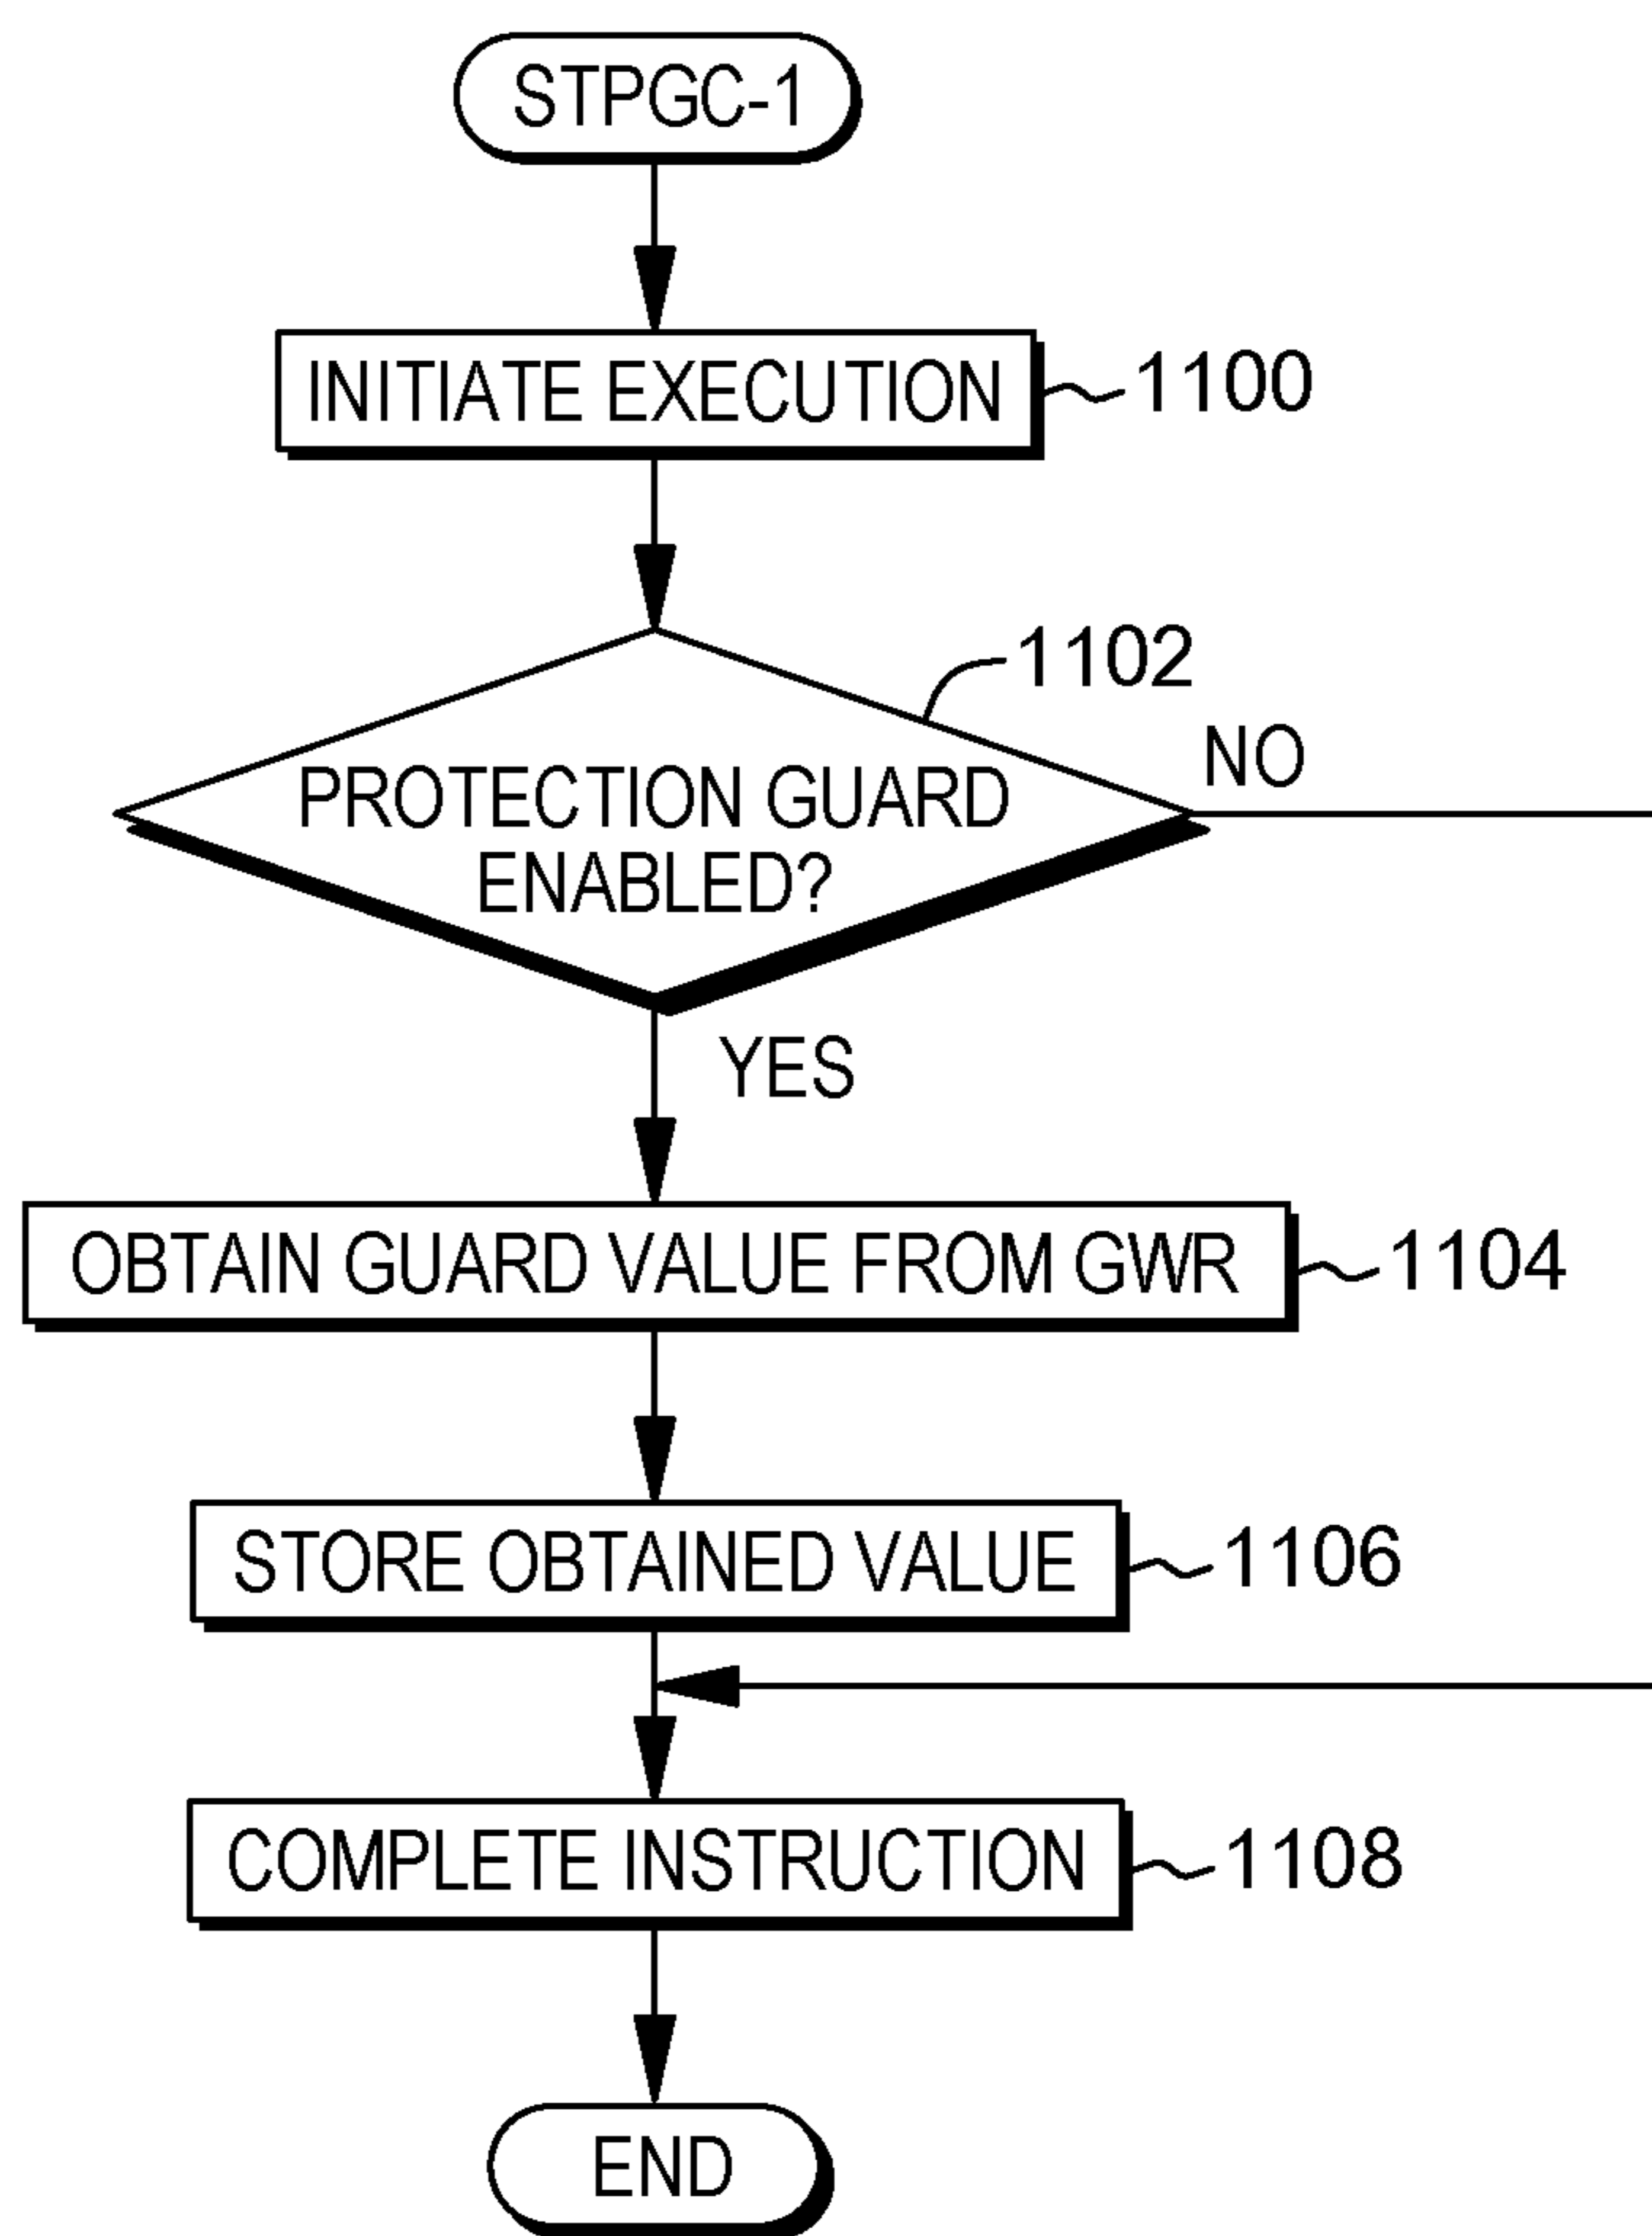 STPGC-1
INITIATE EXECUTION
1100
1102
NO
PROTECTION GUARD
ENABLED?
YES
OBTAIN GUARD VALUE FROM GWR
1104
STORE OBTAINED VALUE
1106
COMPLETE INSTRUCTION
1108
END